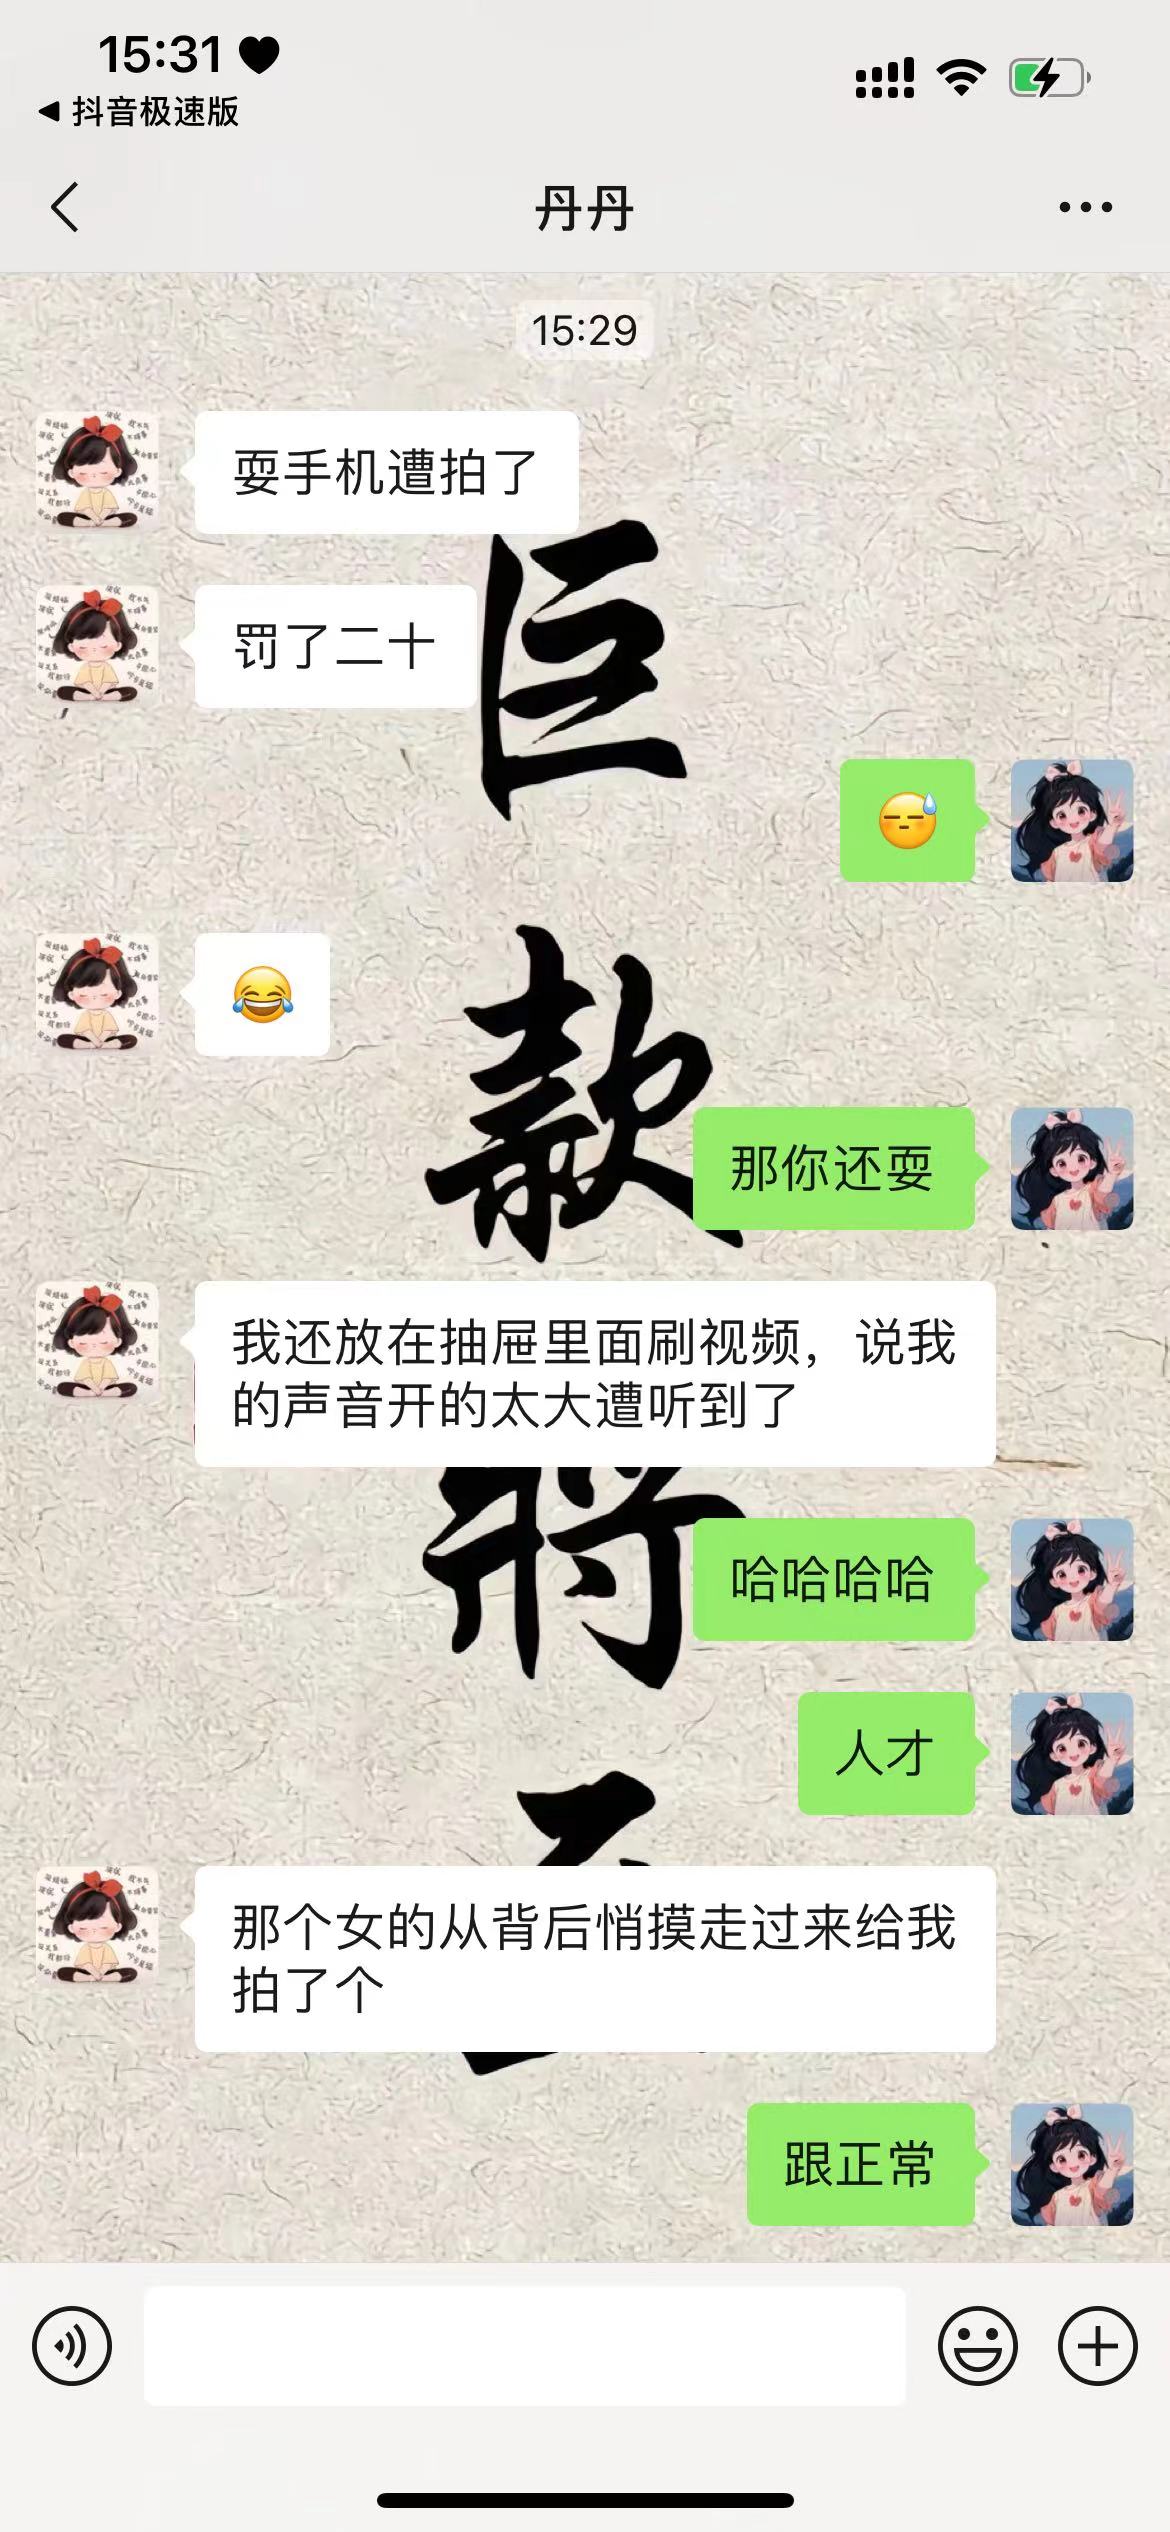 15:31
抖音极速版
丹丹
15:29
耍手机遭拍了
罚了二十
那你还耍
我还放在抽屉里面刷视频，说我
的声音开的太大遭听到了
哈哈哈哈
人才
那个女的从背后悄摸走过来给我
拍了个
跟正常
巨
款
将
至